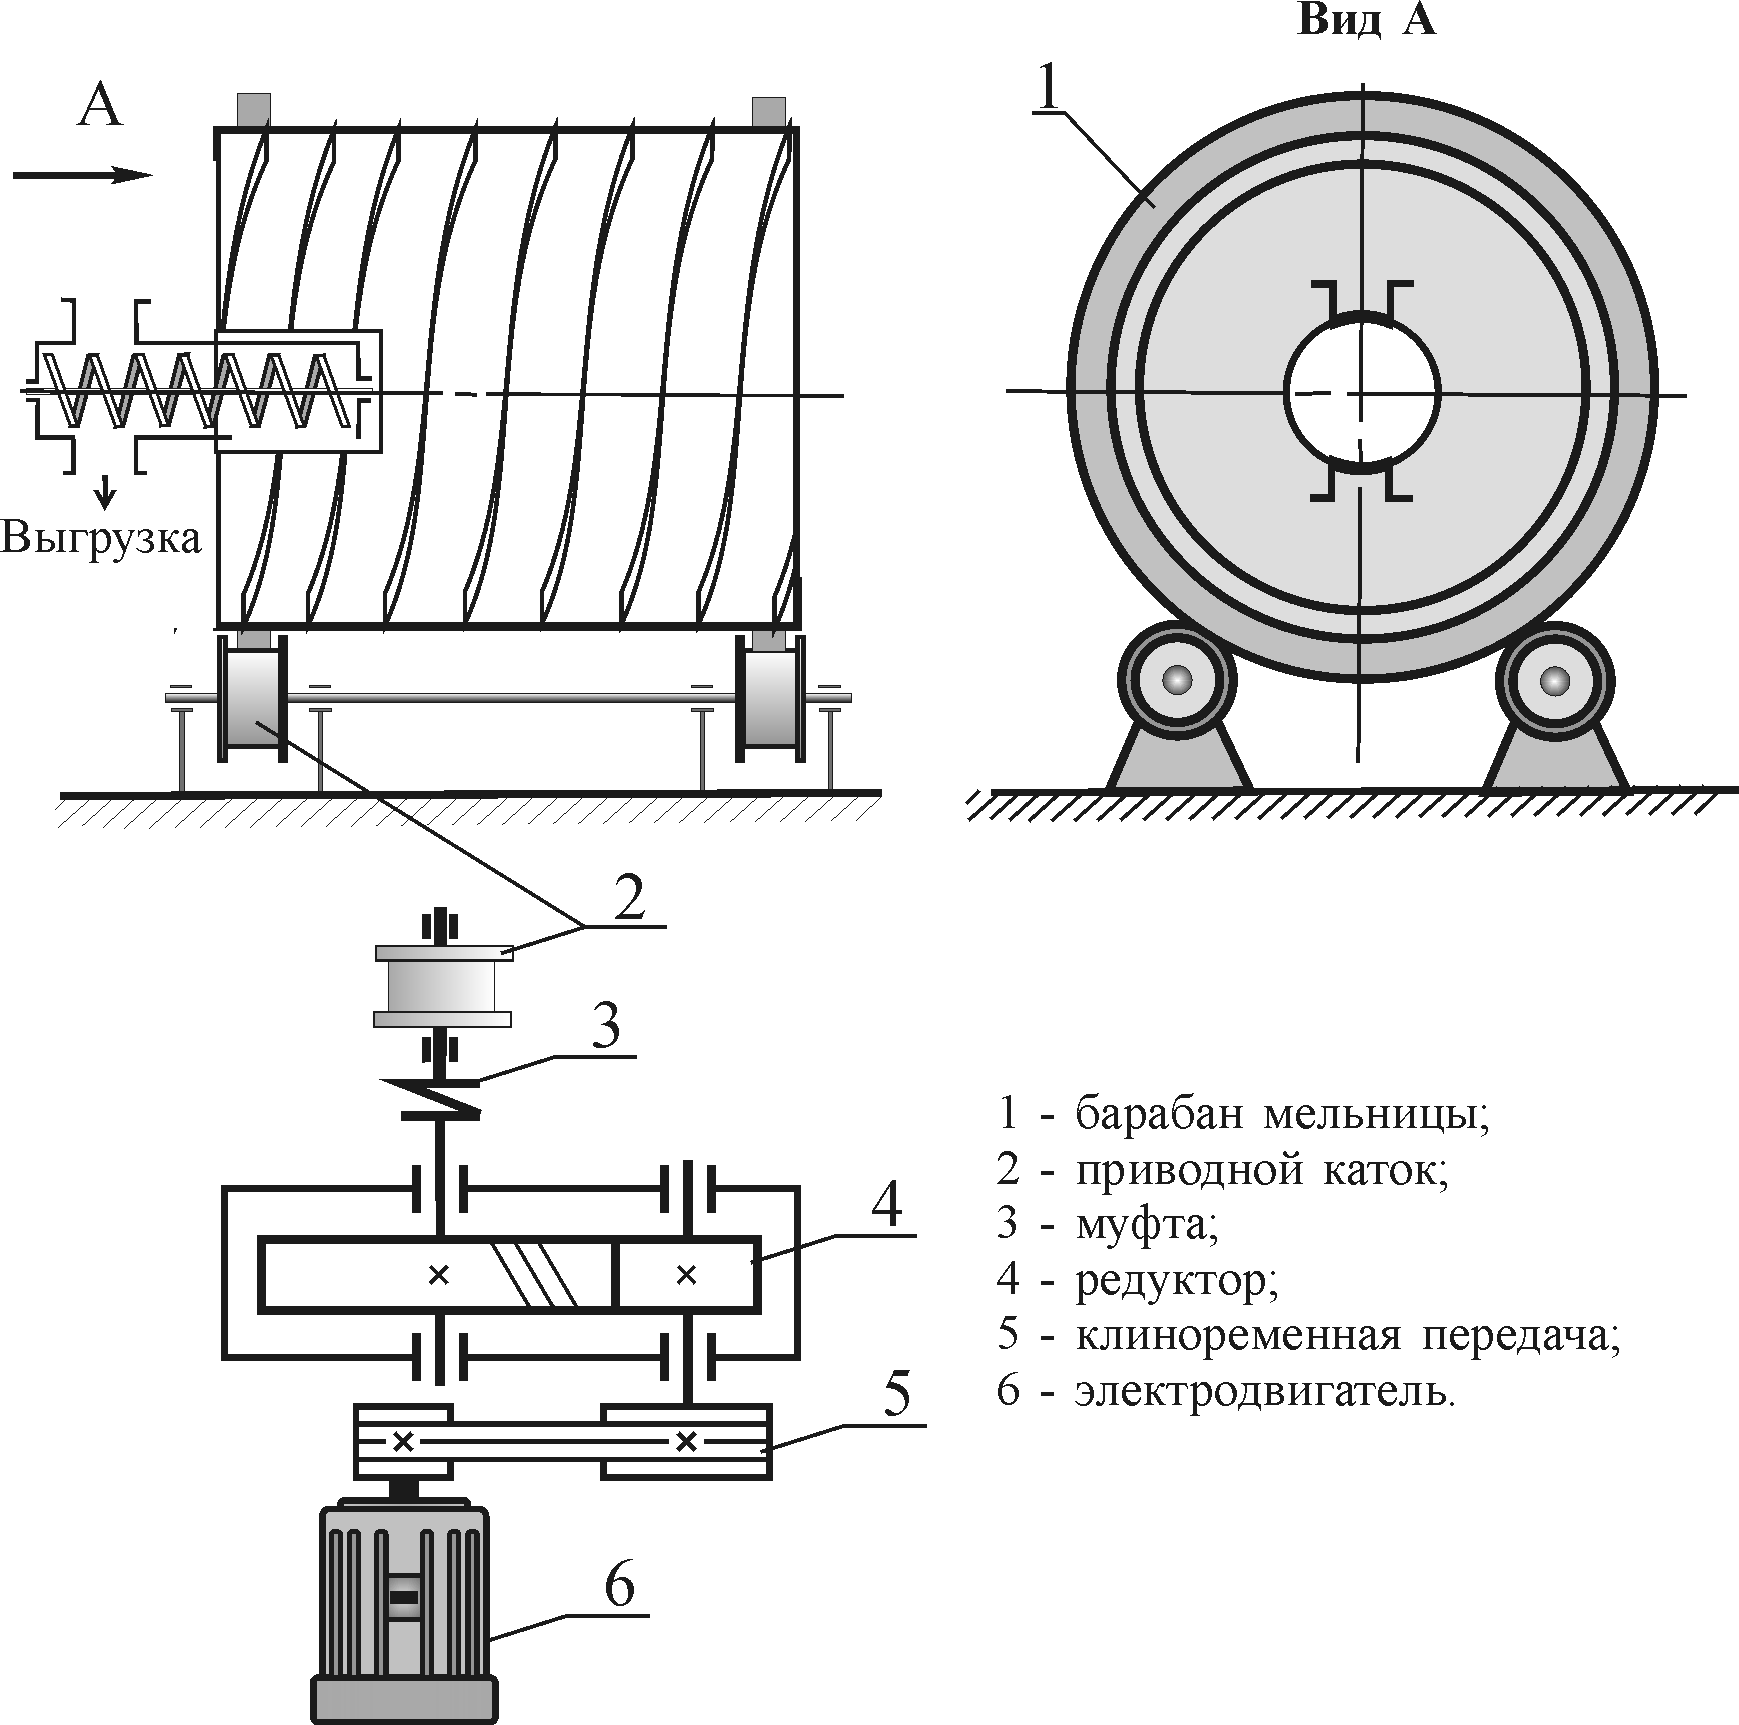 Вид А
А
1
Выгрузка
2
3
1 - барабан мельницы;
2 - приводной каток;
3 - муфта;
4 - редуктор;
5 - клиноременная передача;
6 - электродвигатель.
4
5
6